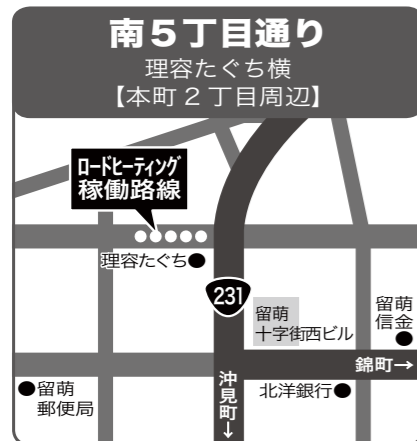 南5丁目通り
理容たぐち横
【本町2丁目周辺】
ロードヒーティング
稼働路線
理容たぐち
231
留萌
十字街西ビル
留萌
信金
錦町→
留萌
郵便局
沖見町→
北洋銀行